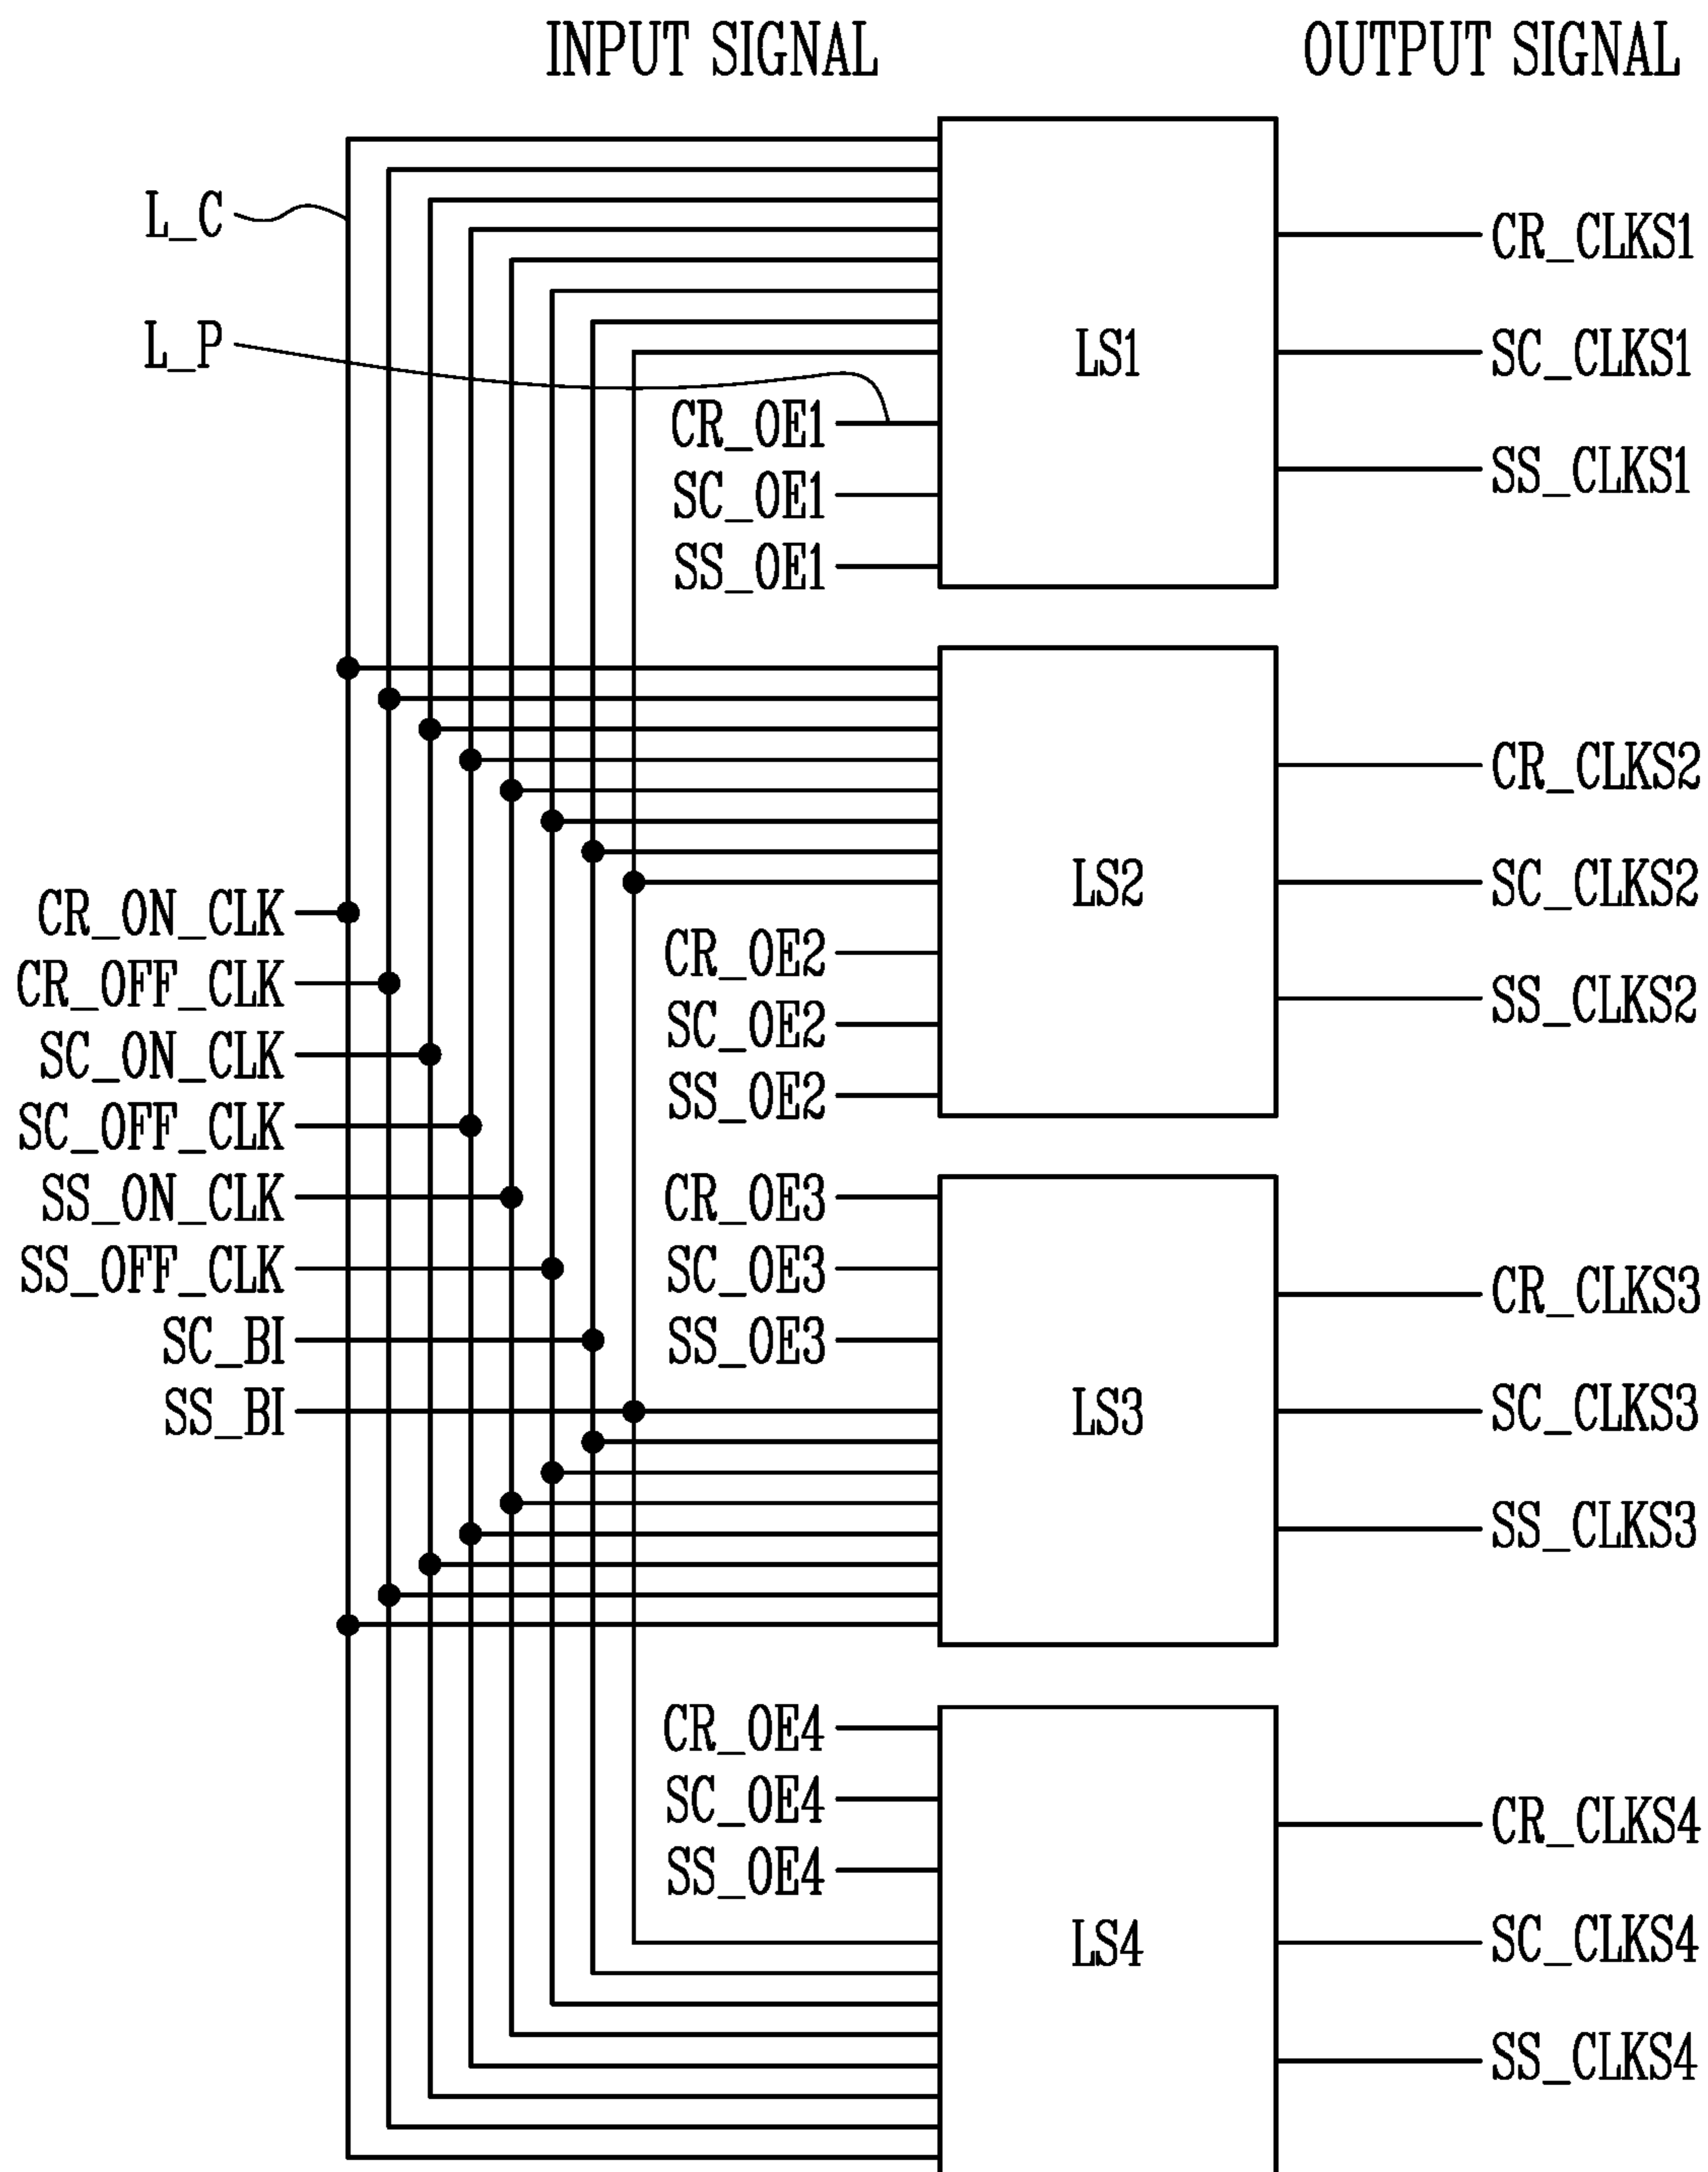 INPUT SIGNAL
OUTPUT SIGNAL
L_C
L_P
CR_OE1
SC_OE1
SS_OE1
LS1
CR_CLKS1
SC_CLKS1
SS_CLKS1
CR_OE2
SC_OE2
SS_OE2
LS2
CR_CLKS2
SC_CLKS2
SS_CLKS2
CR_ON_CLK
CR_OFF_CLK
SC_ON_CLK
SC_OFF_CLK
SS_ON_CLK
SS_OFF_CLK
SC_BI
SS_BI
CR_OE3
SC_OE3
SS_OE3
LS3
CR_CLKS3
SC_CLKS3
SS_CLKS3
CR_OE4
SC_OE4
SS_OE4
LS4
CR_CLKS4
SC_CLKS4
SS_CLKS4